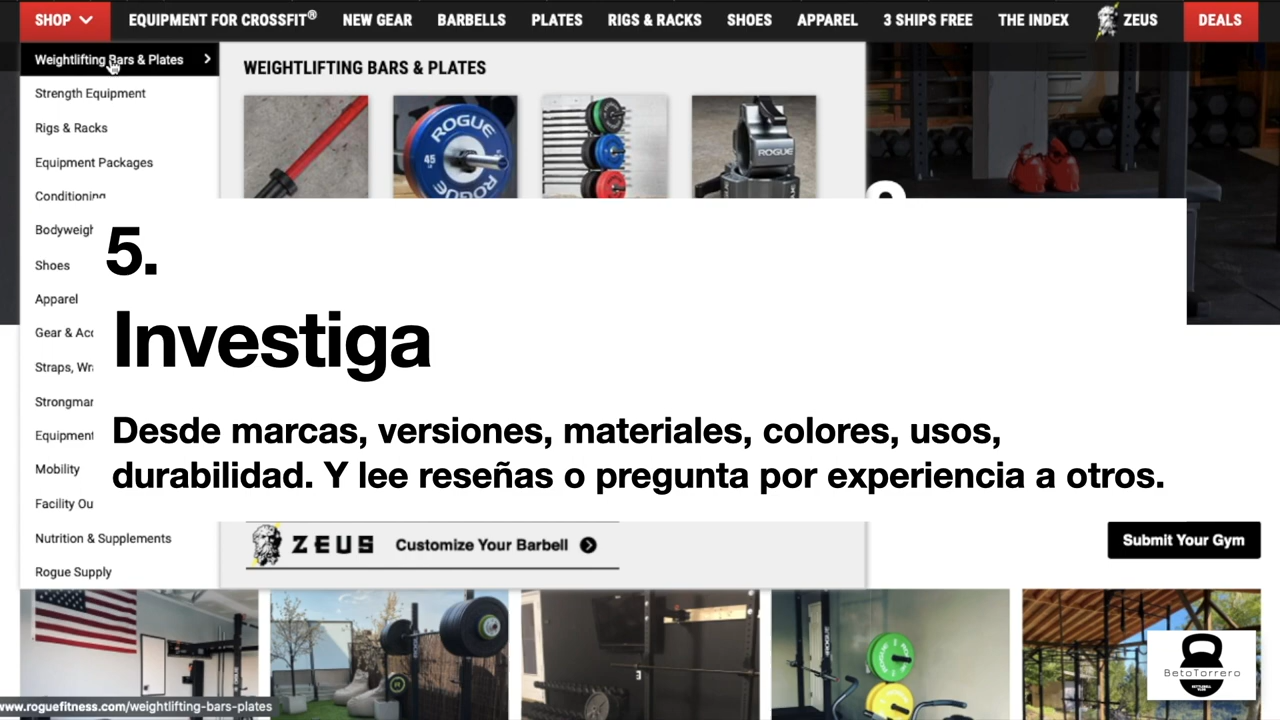 SHOP
EQUIPMENT FOR CROSSFIT®
NEW GEAR
BARBELLS
PLATES
RIGS & RACKS
SHOES
APPAREL
3 SHIPS FREE
THE INDEX
ZEUS
DEALS
Weightlifting Bars & Plates
WEIGHTLIFTING BARS & PLATES
Strength Equipment
Rigs & Racks
Equipment Packages
Conditioning
Bodyweigh
Shoes
Apparel
Gear & Acc
Straps, Wr
Strongman
Equipment
Mobility
Facility Ou
Nutrition & Supplements
Rogue Supply
ROGUE
45
ROGUE
ROGUE
5.
Investiga
Desde marcas, versiones, materiales, colores, usos,
durabilidad. Y lee reseñas o pregunta por experiencia a otros.
ZEUS Customize Your Barbell
Submit Your Gym
BetoTorrero
www.roguefitness.com/weightlifting-bars-plates